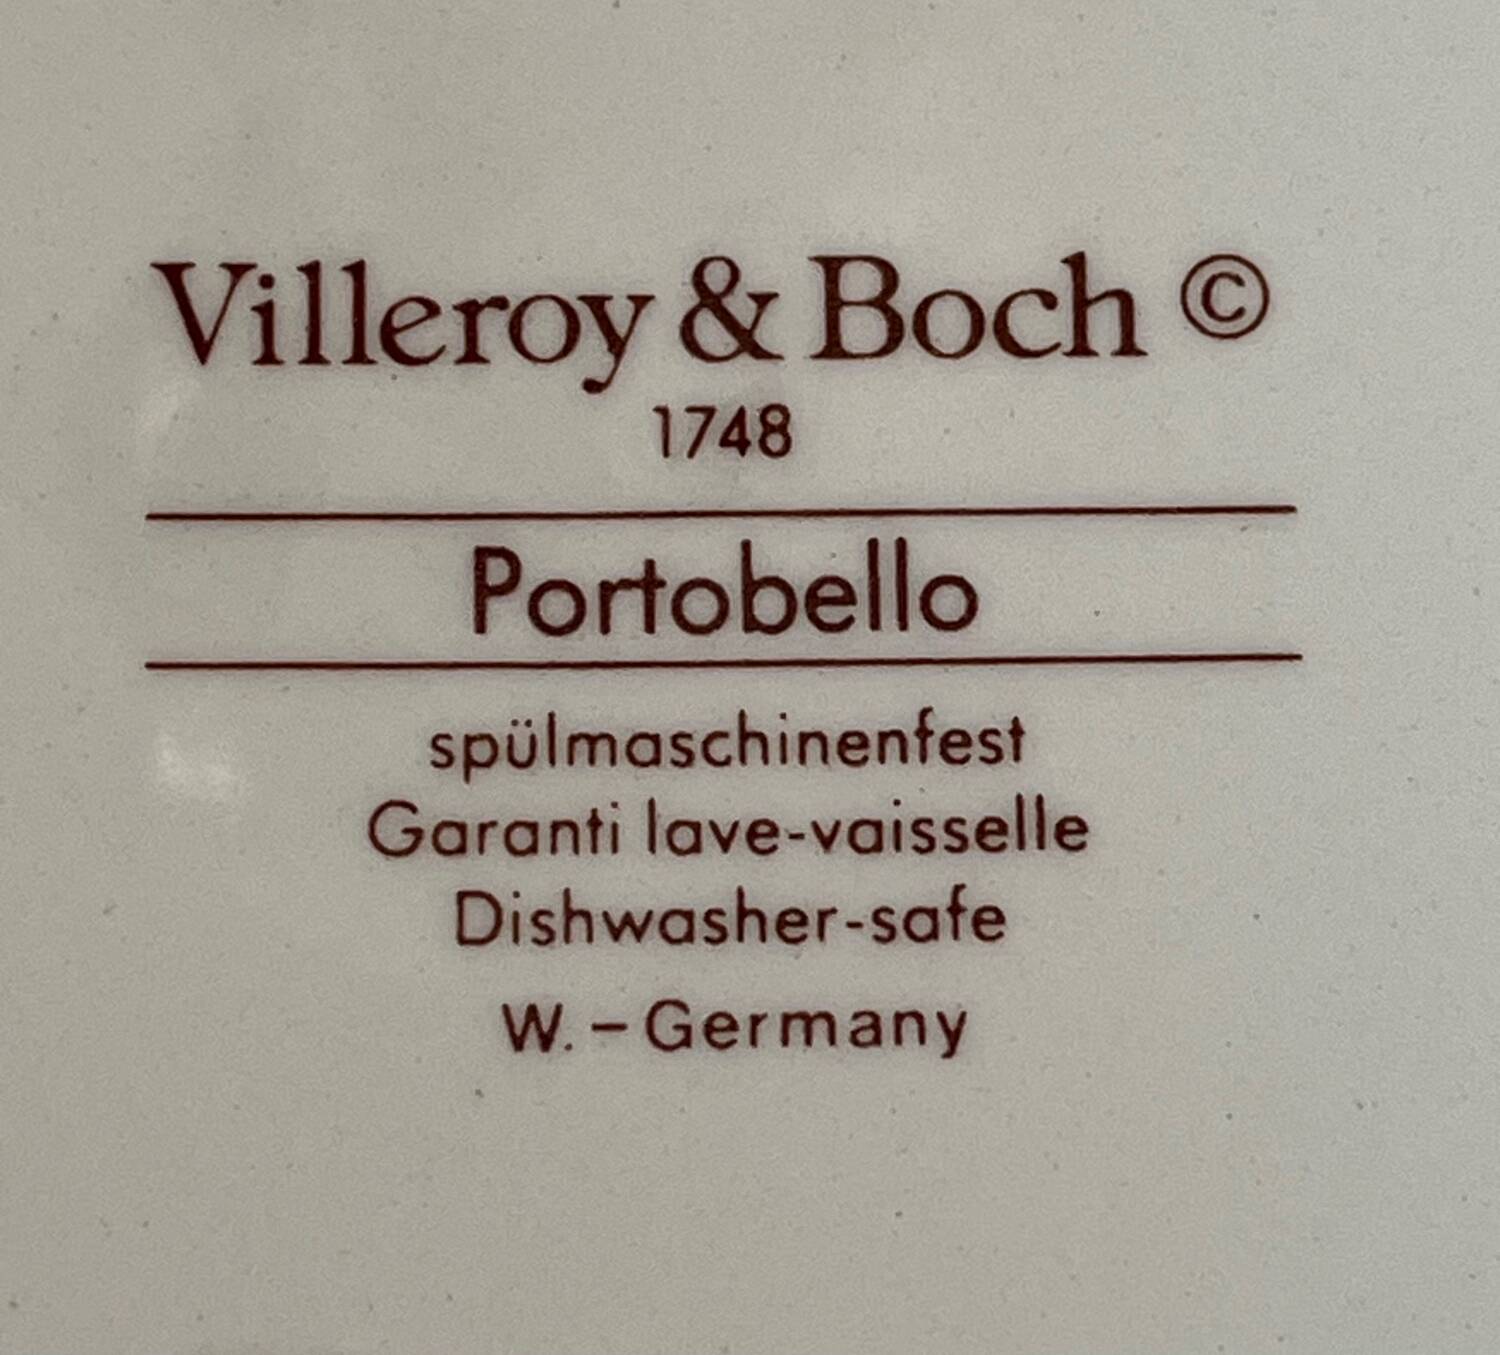 Villeroy & Boch ©
1748
Portobello
spülmaschinenfest
Garanti lave-vaisselle
Dishwasher-safe
W. – Germany